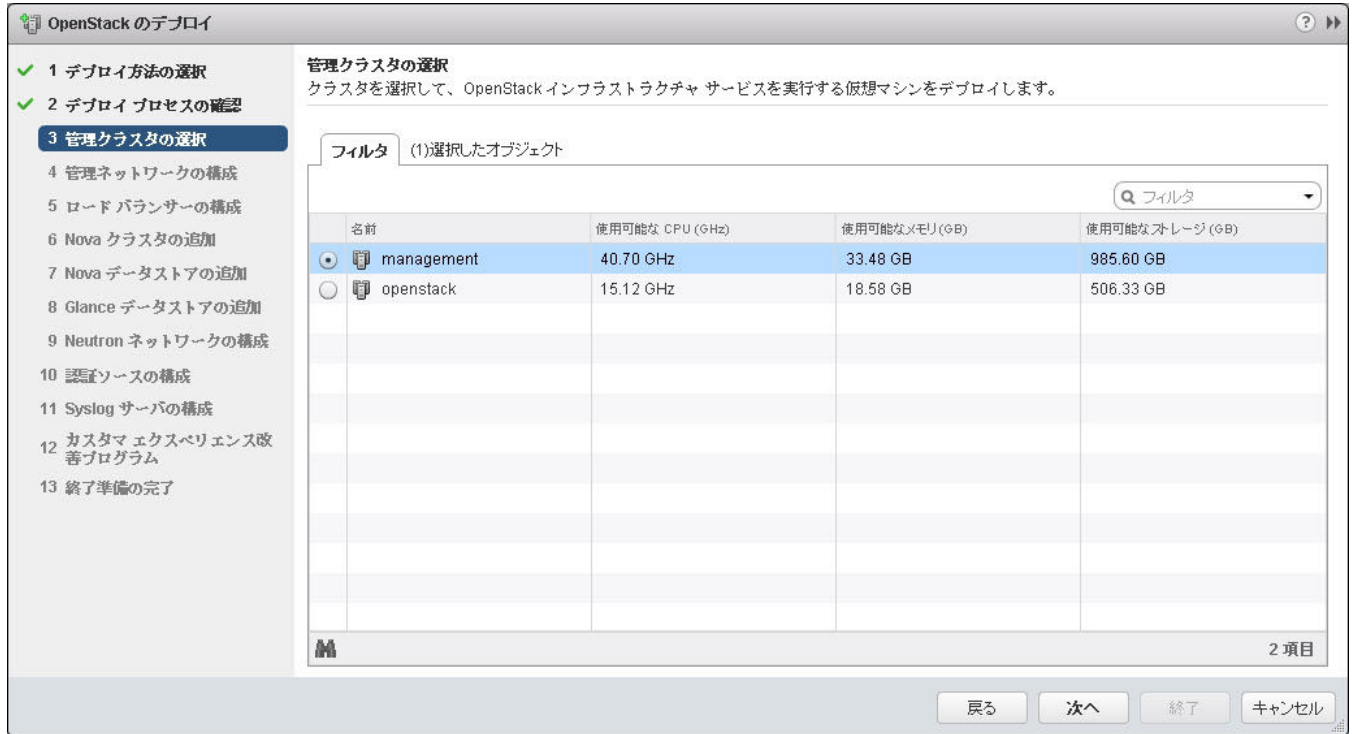 OpenStack のデプロイ
1 デプロイ方法の選択
2 デプロイ プロセスの確認
3 管理クラスタの選択
4 管理ネットワークの構成
5 ロード バランサーの構成
6 Nova クラスタの追加
7 Nova データストアの追加
8 Glance データストアの追加
9 Neutron ネットワークの構成
10 認証ソースの構成
11 Syslog サーバの構成
12 カスタマ エクスペリエンス改
善プログラム
13 終了準備の完了
管理クラスタの選択
クラスタを選択して、OpenStack インフラストラクチャ サービスを実行する仮想マシンをデプロイします。
フィルタ (1)選択したオブジェクト
フィルタ
名前 使用可能な CPU (GHz) 使用可能なメモリ(GB) 使用可能なストレージ (GB)
management 40.70 GHz 33.48 GB 985.60 GB
openstack 15.12 GHz 18.58 GB 506.33 GB
2 項目
戻る 次へ 終了 キャンセル